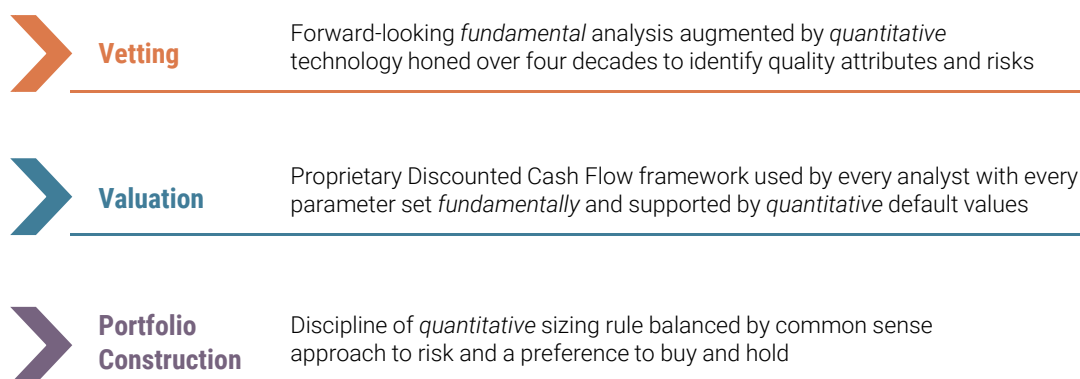 Vetting
Forward-looking fundamental analysis augmented by quantitative
technology honed over four decades to identify quality attributes and risks
Valuation
Proprietary Discounted Cash Flow framework used by every analyst with every
parameter set fundamentally and supported by quantitative default values
Portfolio
Construction
Discipline of quantitative sizing rule balanced by common sense
approach to risk and a preference to buy and hold